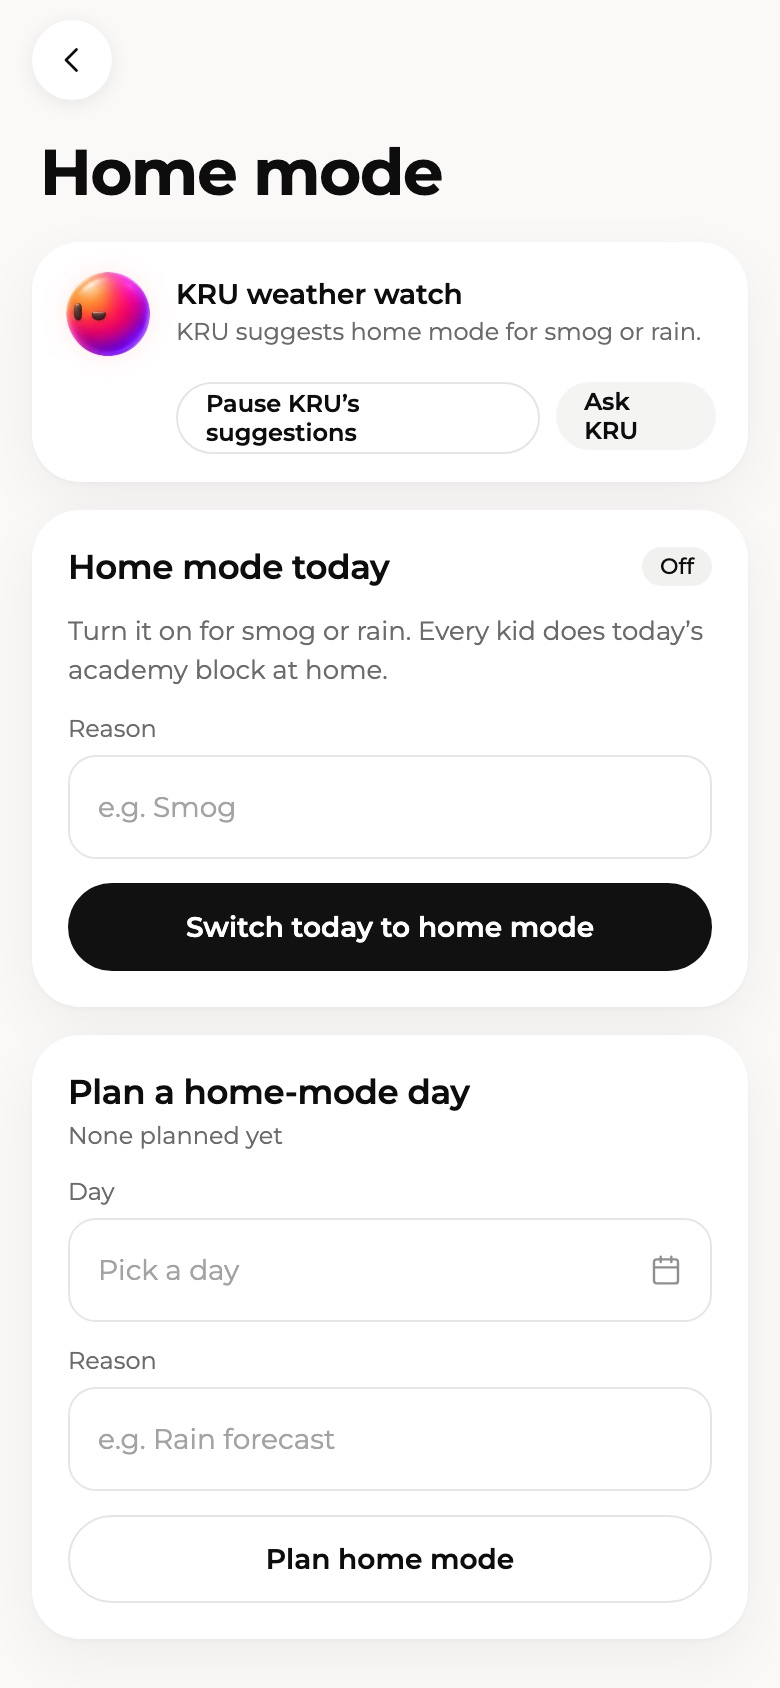 Home mode
KRU weather watch
KRU suggests home mode for smog or rain.
Pause KRU’s
suggestions
Ask
KRU
Home mode today
Off
Turn it on for smog or rain. Every kid does today’s
academy block at home.
Reason
e.g. Smog
Switch today to home mode
Plan a home-mode day
None planned yet
Day
Pick a day
Reason
e.g. Rain forecast
Plan home mode